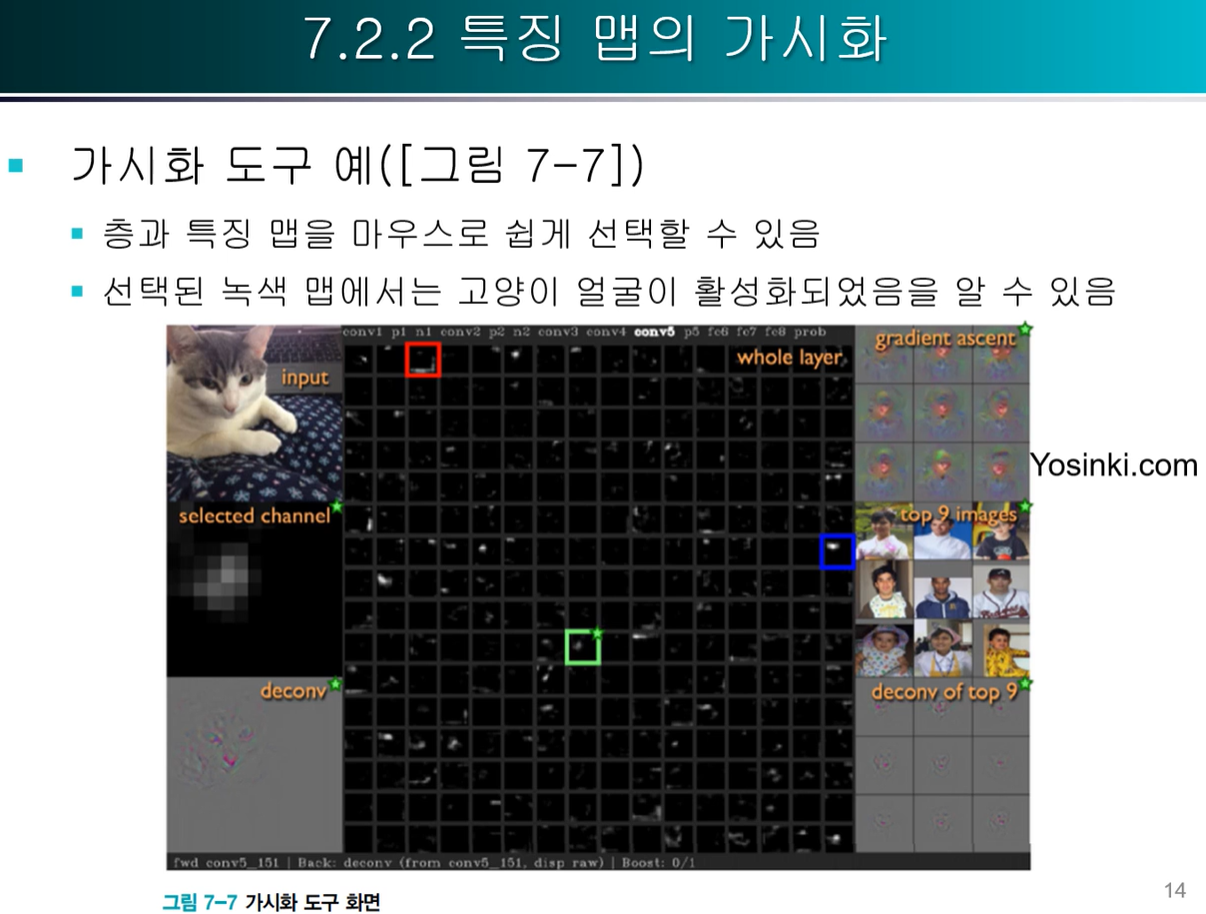 7.2.2 특징 맵의 가시화
가시화 도구 예([그림 7-7])
층과 특징 맵을 마우스로 쉽게 선택할 수 있음
선택된 녹색 맵에서는 고양이 얼굴이 활성화되었음을 알 수 있음
conv1 p1 n1 conv2 p2 n2 conv3 conv4 conv5 p5 fc6 fc7 fc8 prob
input
whole layer
gradient ascent
Yosinki.com
selected channel
top 9 images
deconv
deconv of top 9
fwd conv5_151 | Back: deconv (from conv5_151, disp raw) | Boost: 0/1
그림 7-7 가시화 도구 화면
14